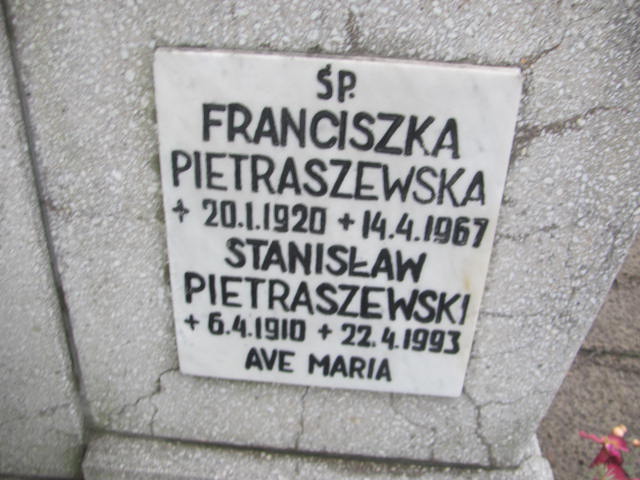 ŚP.
FRANCISZKA
PIETRASZEWSKA
+ 20.1.1920 + 14.4.1967
STANISŁAW
PIETRASZEWSKI
+ 6.4.1910 + 22.4.1993
AVE MARIA